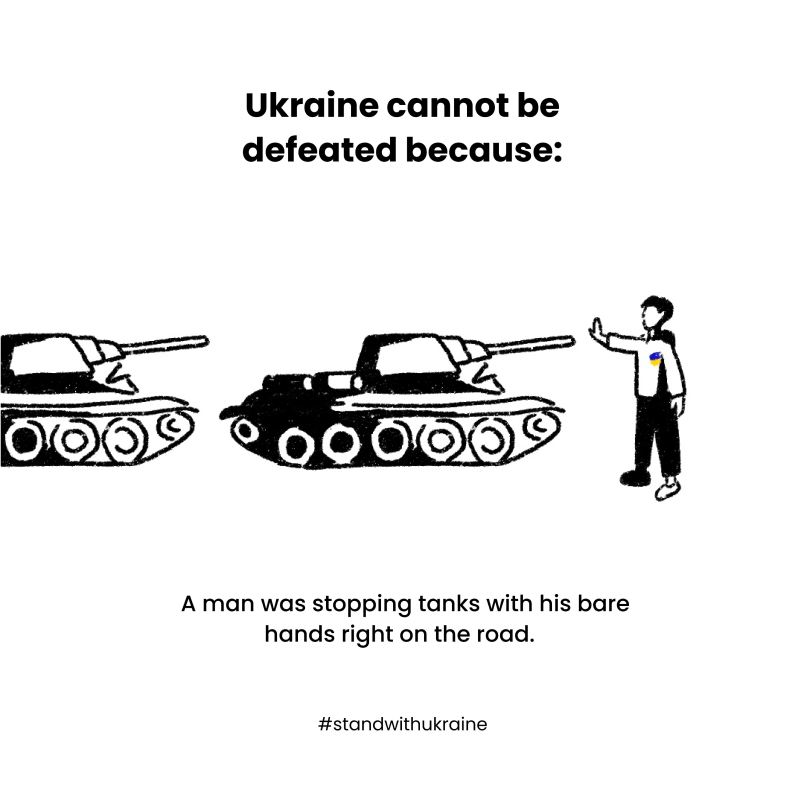 Ukraine cannot be
defeated because:
A man was stopping tanks with his bare
hands right on the road.
#standwithukraine